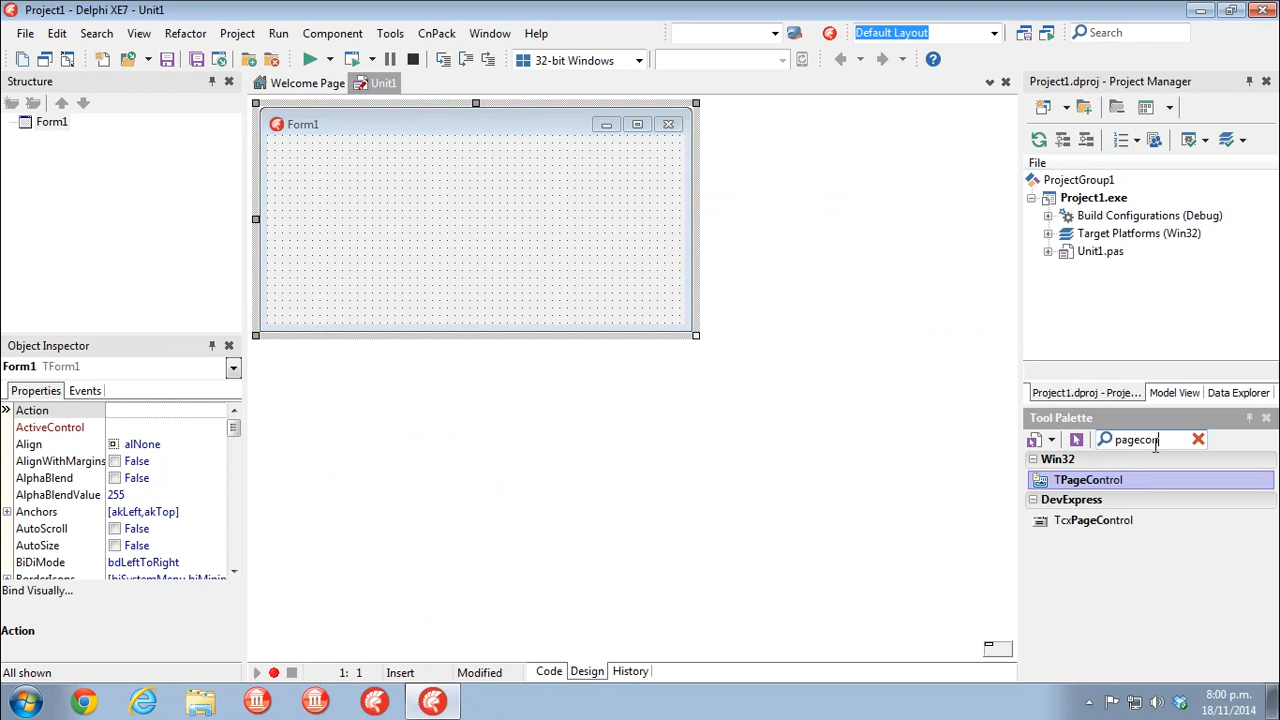 Project1 - Delphi XE7 - Unit1
File Edit Search View Refactor Project Run Component Tools CnPack Window Help
Default Layout
Search
32-bit Windows
Structure
Welcome Page
Unit1
Project1.dproj - Project Manager
Form1
Form1
File
ProjectGroup1
Project1.exe
Build Configurations (Debug)
Target Platforms (Win32)
Unit1.pas
Object Inspector
Form1 TForm1
Properties Events
Action
ActiveControl
Align alNone
AlignWithMargins False
AlphaBlend False
AlphaBlendValue 255
Anchors [akLeft,akTop]
AutoScroll False
AutoSize False
BiDiMode bdLeftToRight
BorderIcons [biSystemMenu,biMinin
Bind Visually...
Action
All shown
Project1.dproj - Proje... Model View Data Explorer
Tool Palette
pagecon
Win32
TPageControl
DevExpress
TcxPageControl
1: 1 Insert Modified Code Design History
8:00 p.m.
18/11/2014